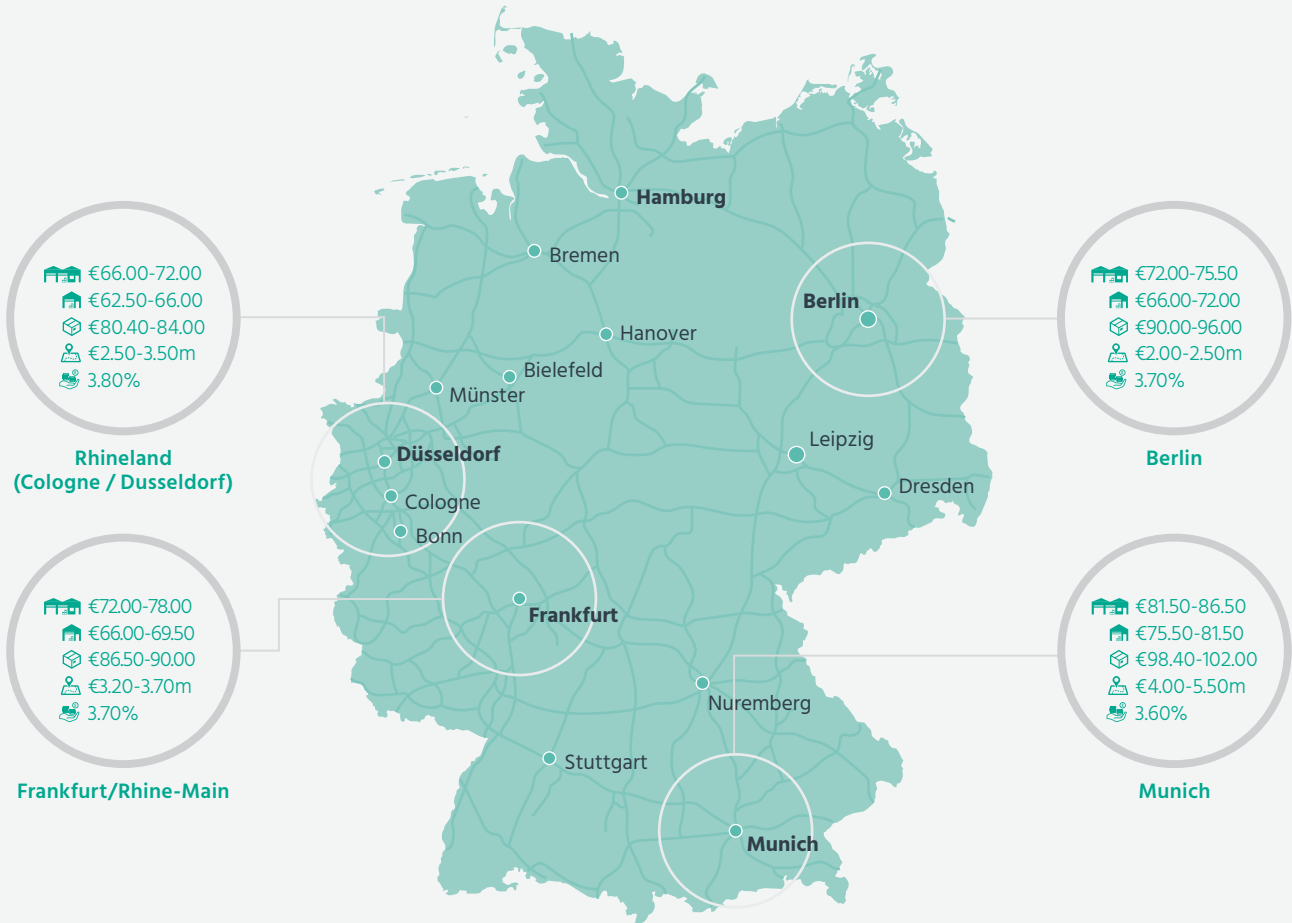 Hamburg
Bremen
€66.00-72.00
€62.50-66.00
€80.40-84.00
€2.50-3.50m
3.80%
Rhineland
(Cologne / Dusseldorf)
€72.00-75.50
€66.00-72.00
€90.00-96.00
€2.00-2.50m
3.70%
Berlin
Berlin
Hanover
Bielefeld
Münster
Düsseldorf
Leipzig
Cologne
Dresden
Bonn
€72.00-78.00
€66.00-69.50
€86.50-90.00
€3.20-3.70m
3.70%
Frankfurt/Rhine-Main
Frankfurt
€81.50-86.50
€75.50-81.50
€98.40-102.00
€4.00-5.50m
3.60%
Munich
Nuremberg
Stuttgart
Munich